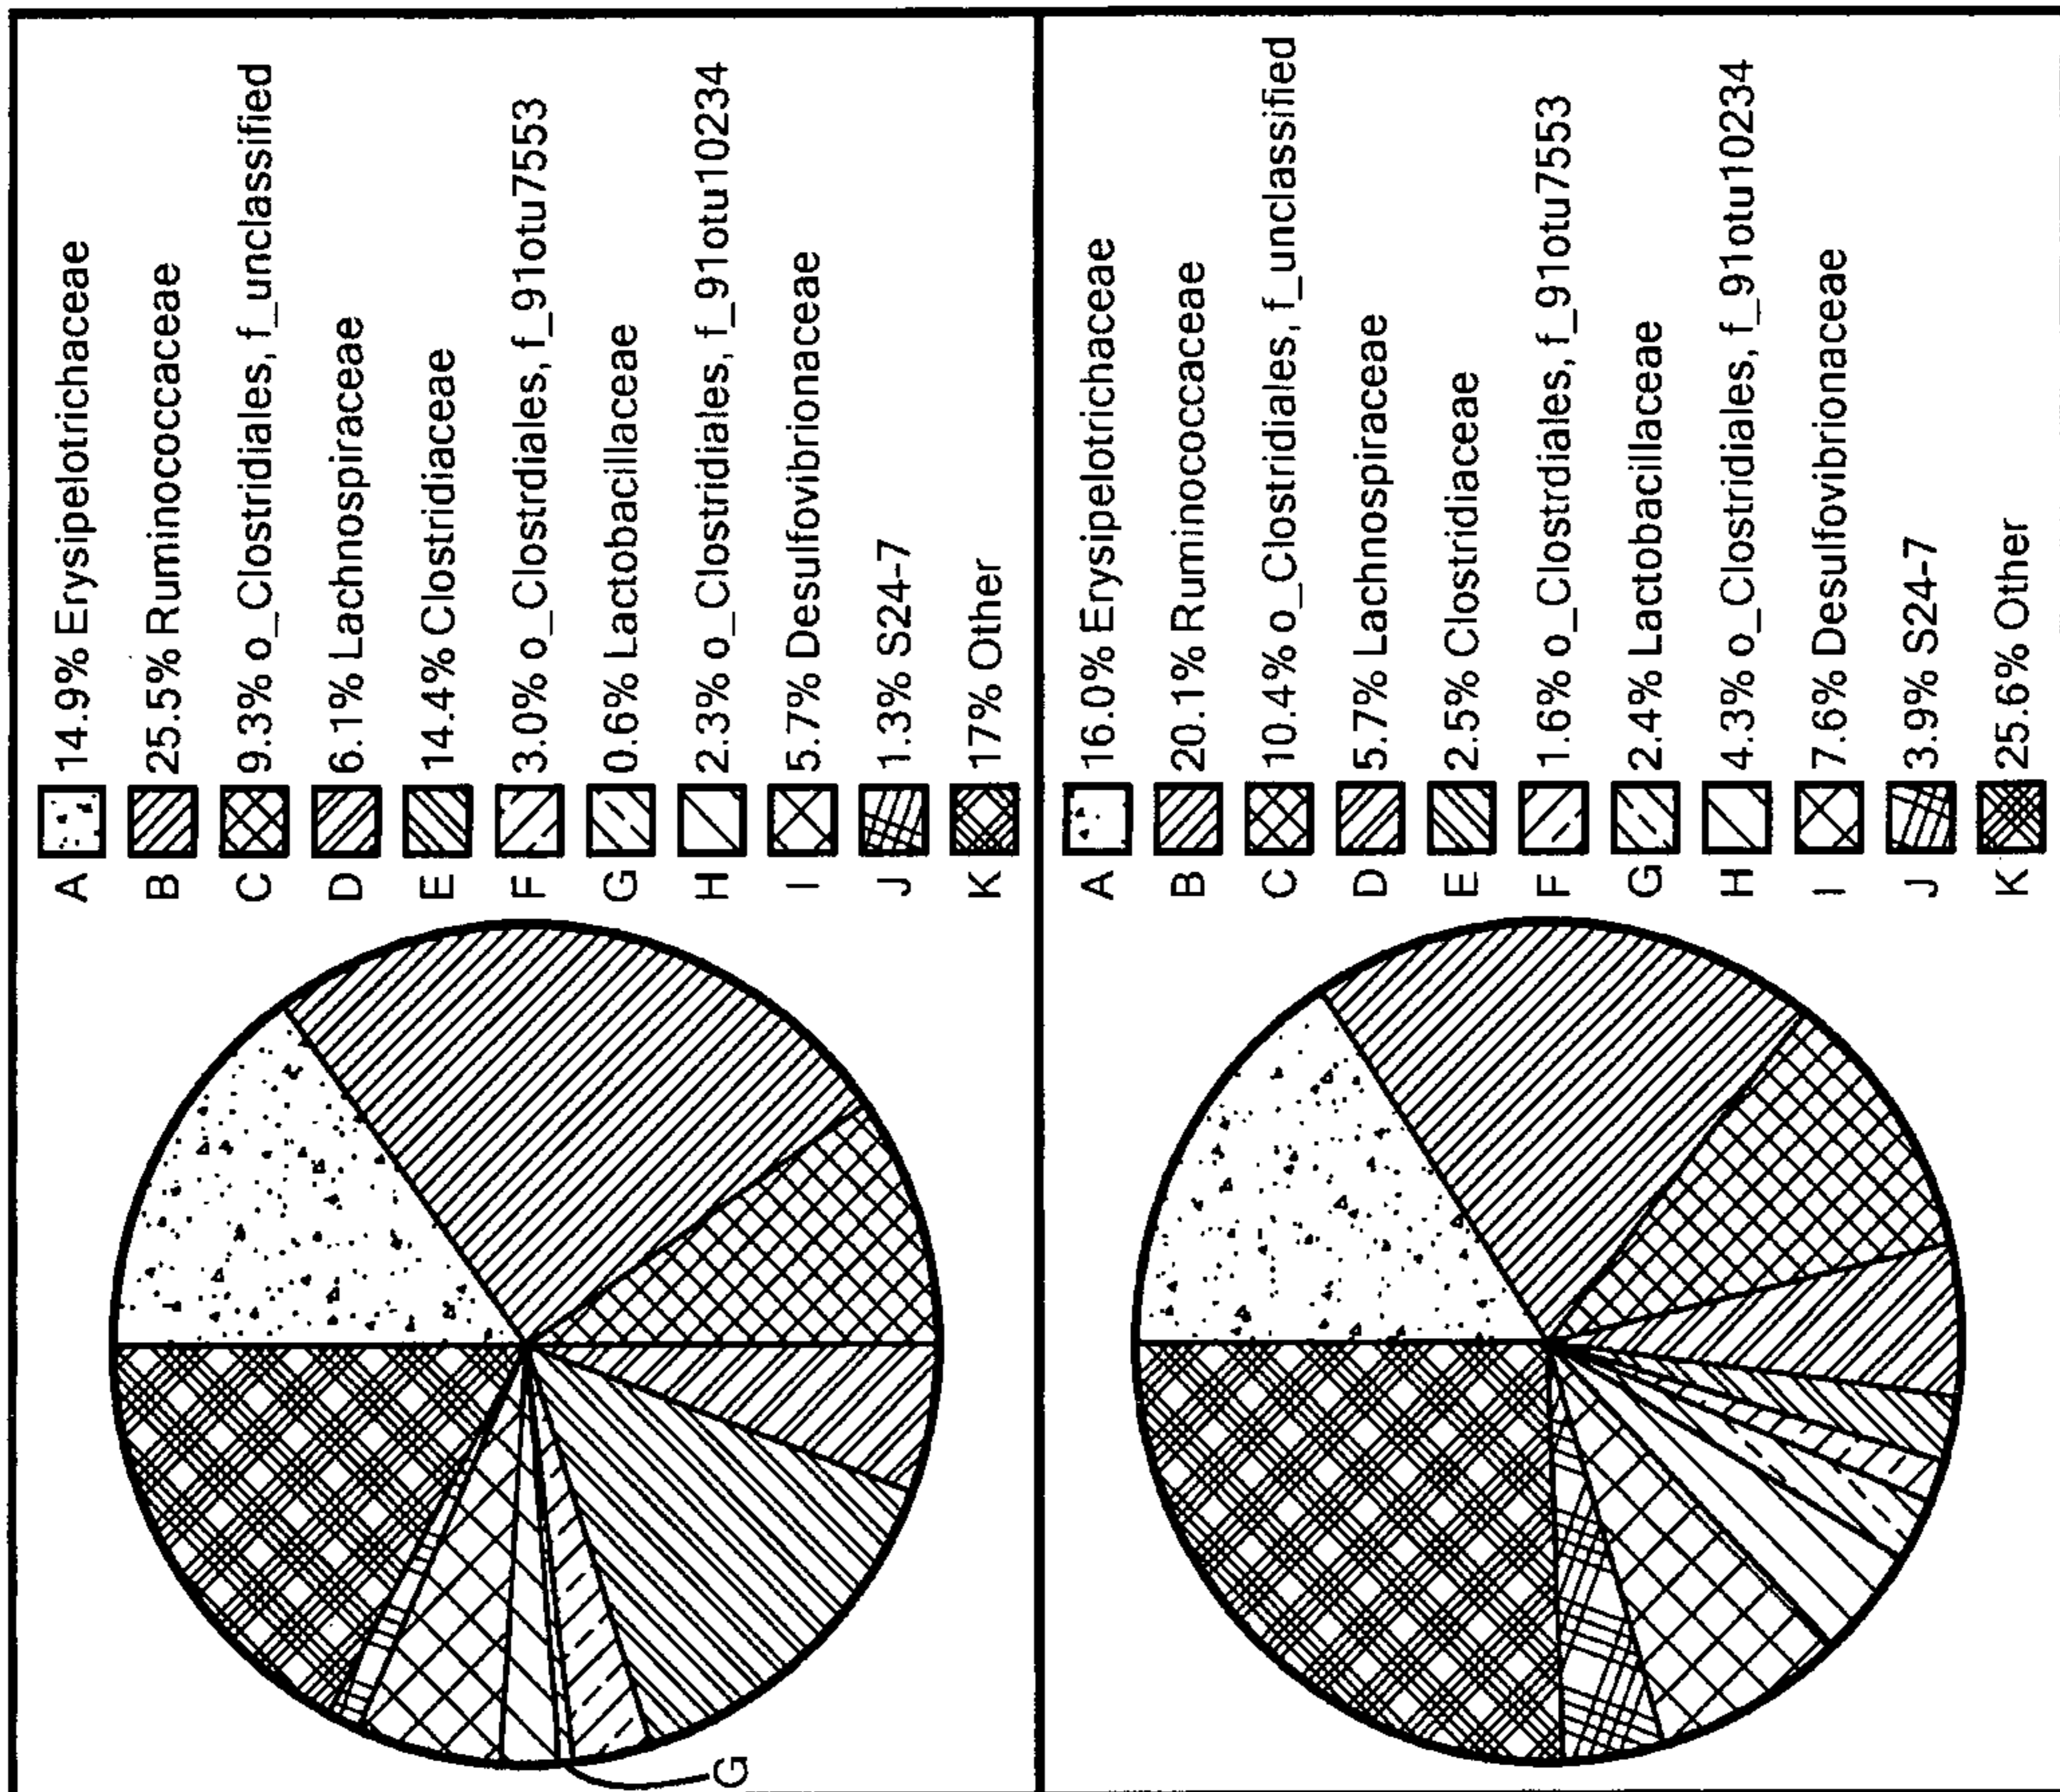 A 14.9% Erysipelotrichaceae
B 25.5% Ruminococcaceae
C 9.3% o_Clostridiales, f_unclassified
D 6.1% Lachnospiraceae
E 14.4% Clostridiaceae
F 3.0% o_Clostrdiales, f_91otu7553
G 0.6% Lactobacillaceae
H 2.3% o_Clostridiales, f_91otu10234
I 5.7% Desulfovibrionaceae
J 1.3% S24-7
K 17% Other
G
A 16.0% Erysipelotrichaceae
B 20.1% Ruminococcaceae
C 10.4% o_Clostridiales, f_unclassified
D 5.7% Lachnospiraceae
E 2.5% Clostridiaceae
F 1.6% o_Clostrdiales, f_91otu7553
G 2.4% Lactobacillaceae
H 4.3% o_Clostridiales, f_91otu10234
I 7.6% Desulfovibrionaceae
J 3.9% S24-7
K 25.6% Other